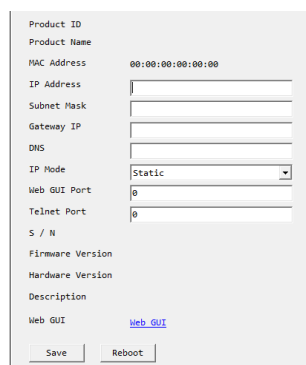 Product ID
Product Name
MAC Address 00:00:00:00:00:00
IP Address
Subnet Mask
Gateway IP
DNS
IP Mode Static
Web GUI Port 0
Telnet Port 0
S / N
Firmware Version
Hardware Version
Description
Web GUI Web GUI
Save Reboot